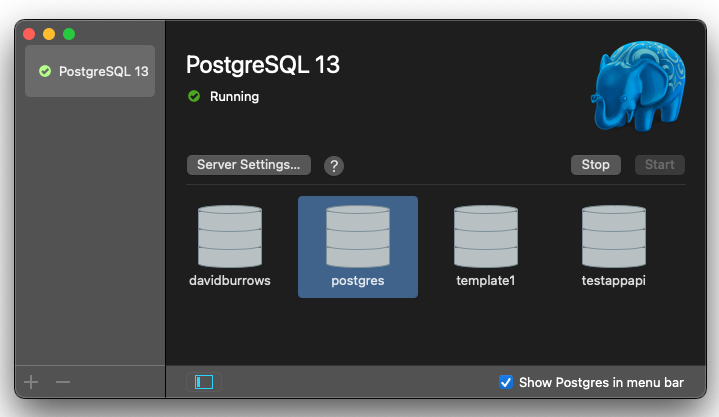 PostgreSQL 13
PostgreSQL 13
Running
Server Settings...
?
Stop
Start
davidburrows
postgres
template1
testappapi
Show Postgres in menu bar